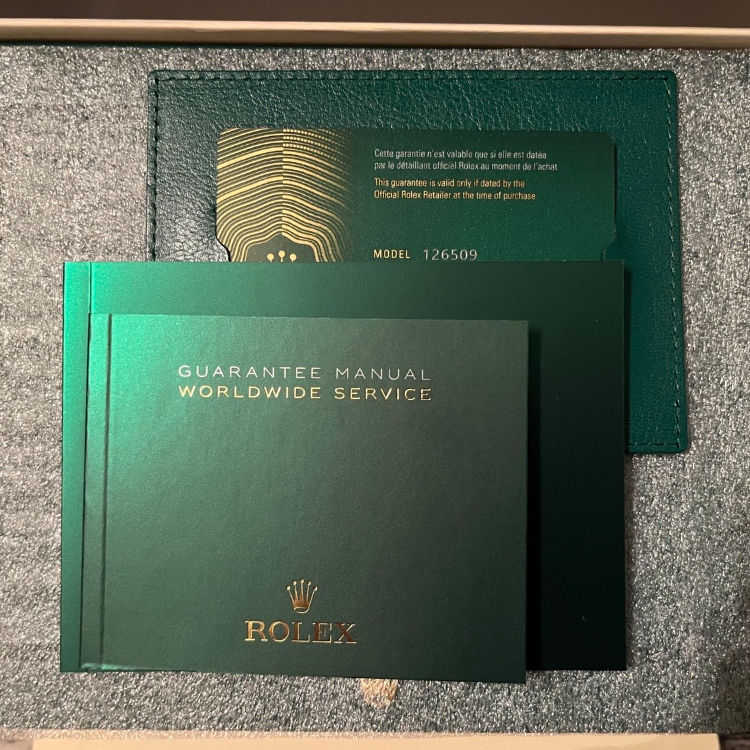 Cette garantie n'est valable que si elle est datée
par le détaillant officiel Rolex au moment de l'achat
This guarantee is valid only if dated by the
Official Rolex Retailer at the time of purchase
MODEL 126509
GUARANTEE MANUAL
WORLDWIDE SERVICE
ROLEX